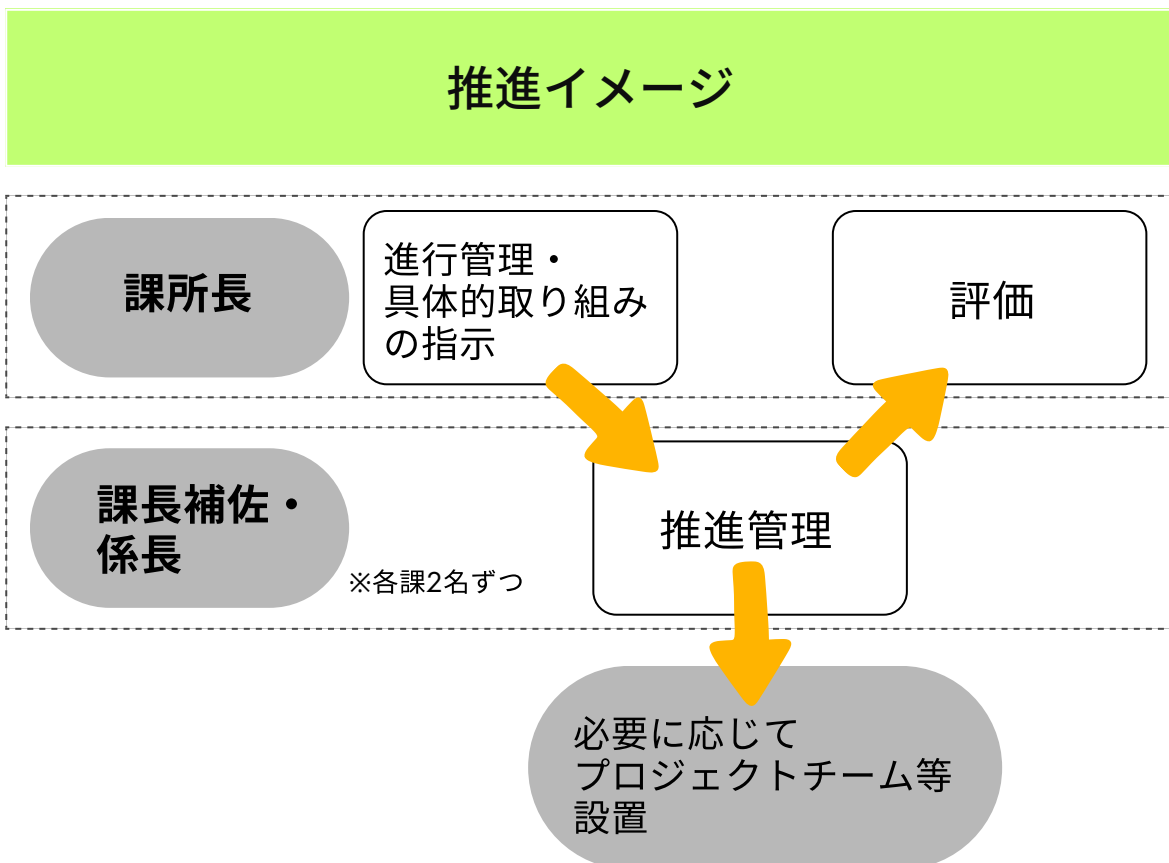 推進イメージ
課所長
進行管理・
具体的取り組み
の指示
評価
課長補佐・
係長
※各課2名ずつ
推進管理
必要に応じて
プロジェクトチーム等
設置